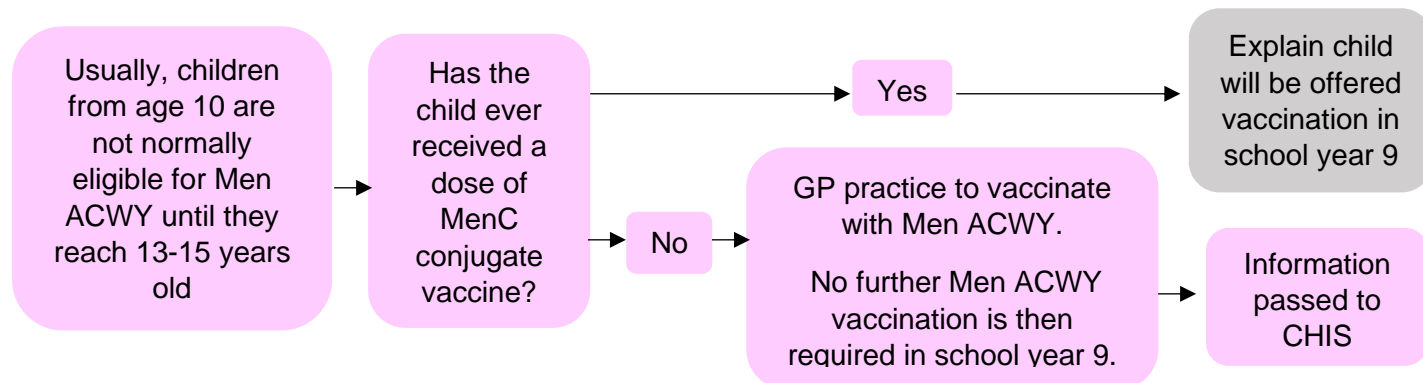 Usually, children
from age 10 are
not normally
eligible for Men
ACWY until they
reach 13-15 years
old
Has the
child ever
received a
dose of
MenC
conjugate
vaccine?
Yes
Explain child
will be offered
vaccination in
school year 9
No
GP practice to vaccinate
with Men ACWY.
No further Men ACWY
vaccination is then
required in school year 9.
Information
passed to
CHIS